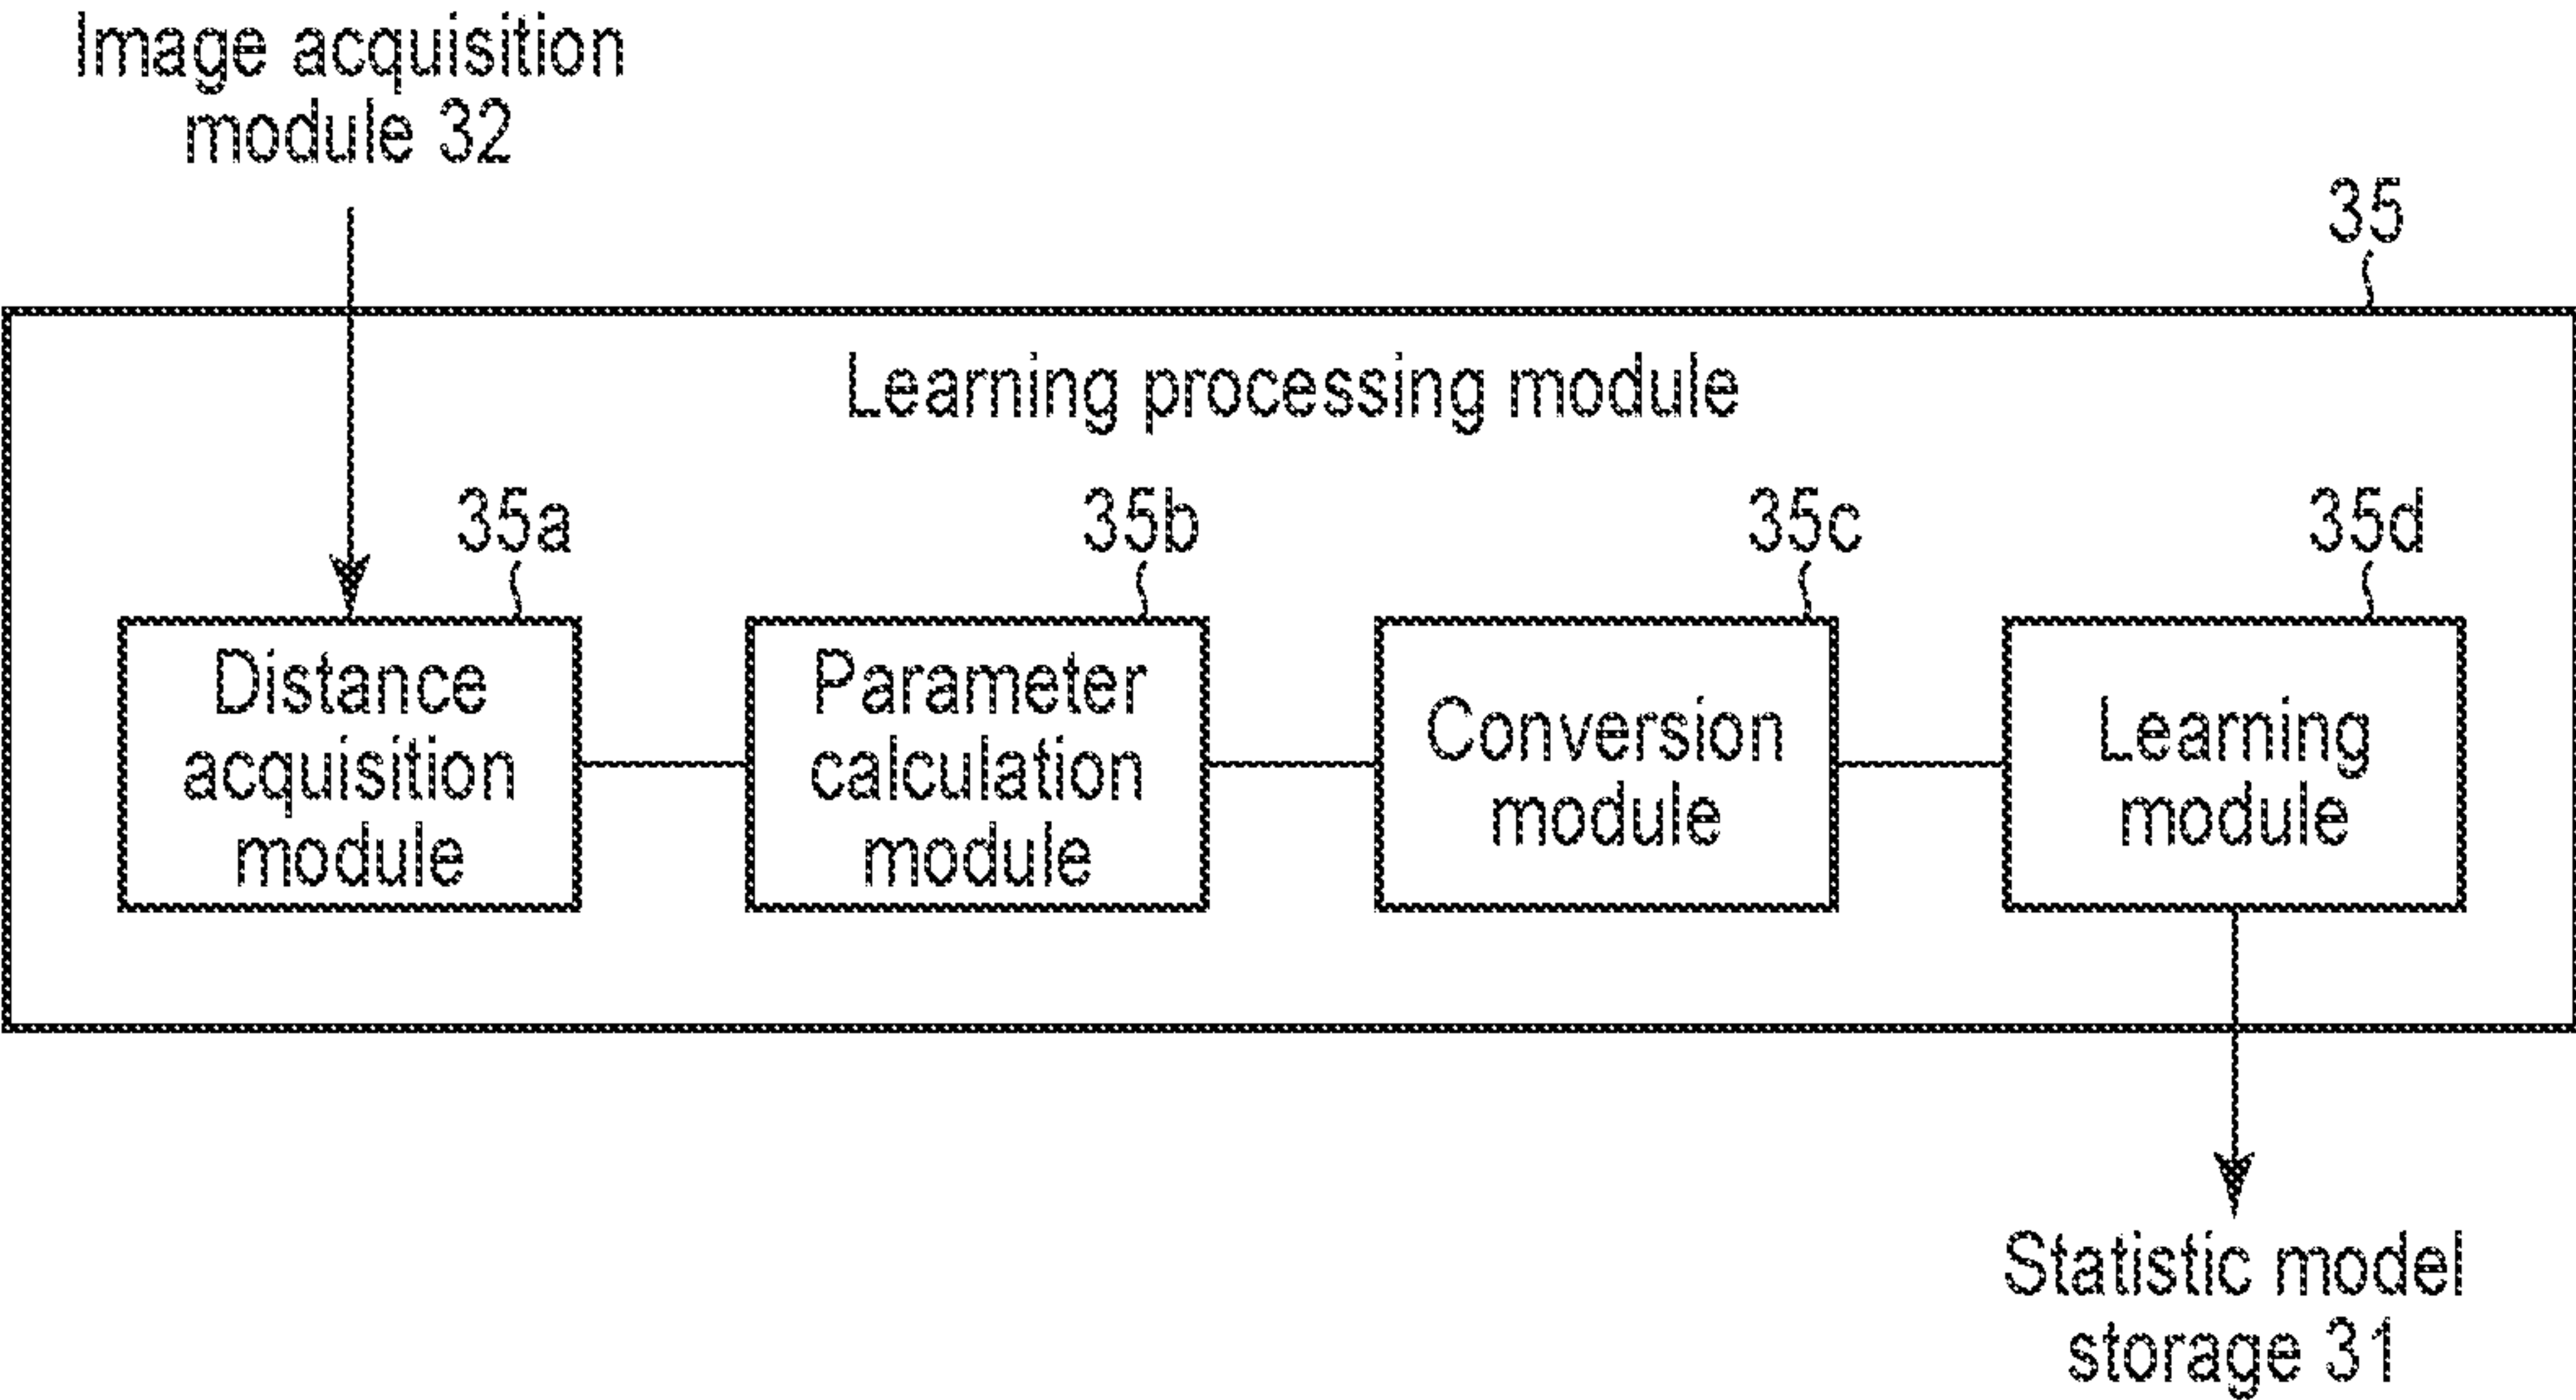 Image acquisition
module 32
35
Learning processing module
35a
35b
35c
35d
Distance
acquisition
module
Parameter
calculation
module
Conversion
module
Learning
module
Statistic model
storage 31